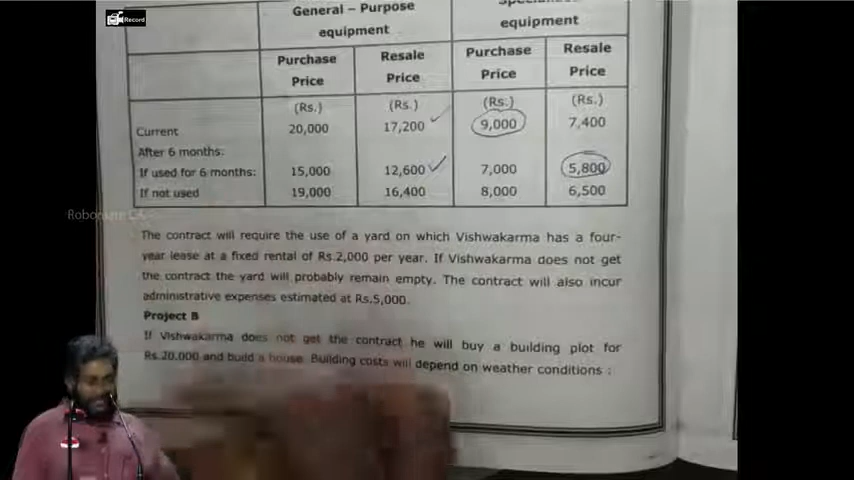 Record
General – Purpose
equipment
equipment
Purchase Price
Resale Price
Purchase Price
Resale Price
(Rs.) (Rs.) (Rs.) (Rs.)
Current 20,000 17,200 9,000 7,400
After 6 months:
If used for 6 months: 15,000 12,600 7,000 5,800
If not used 19,000 16,400 8,000 6,500
The contract will require the use of a yard on which Vishwakarma has a four-
year lease at a fixed rental of Rs.2,000 per year. If Vishwakarma does not get
the contract the yard will probably remain empty. The contract will also incur
administrative expenses estimated at Rs.5,000.
Project B
If Vishwakarma does not get the contract he will buy a building plot for
Rs.20,000 and build a house. Building costs will depend on weather conditions :